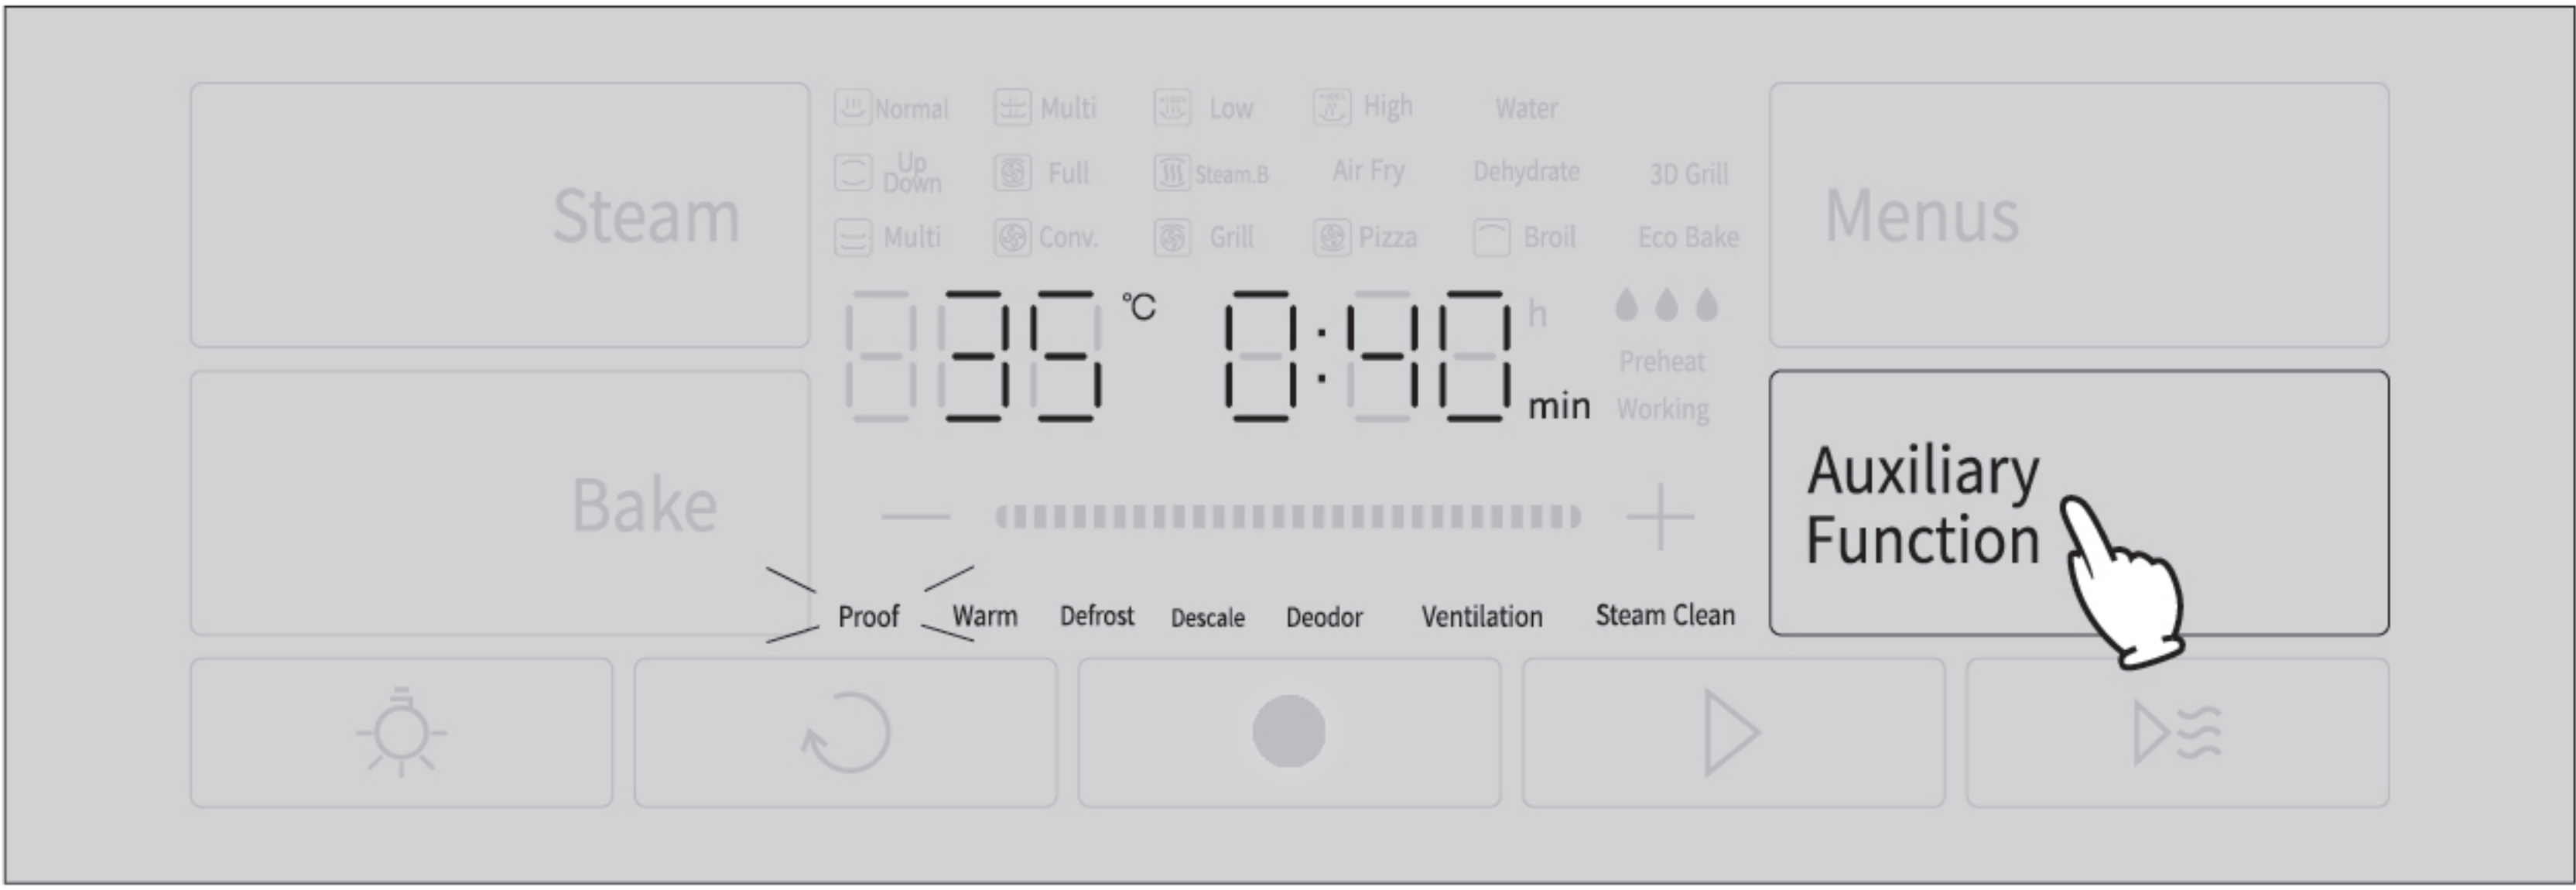 Normal Multi Low High Water
Up
Down Full Steam.B Air Fry Dehydrate 3D Grill
Multi Conv. Grill Pizza Broil Eco Bake
Steam
Menus
35 °C 0:40 h
min
Preheat
Working
Bake
Auxiliary
Function
Proof Warm Defrost Descale Deodor Ventilation Steam Clean